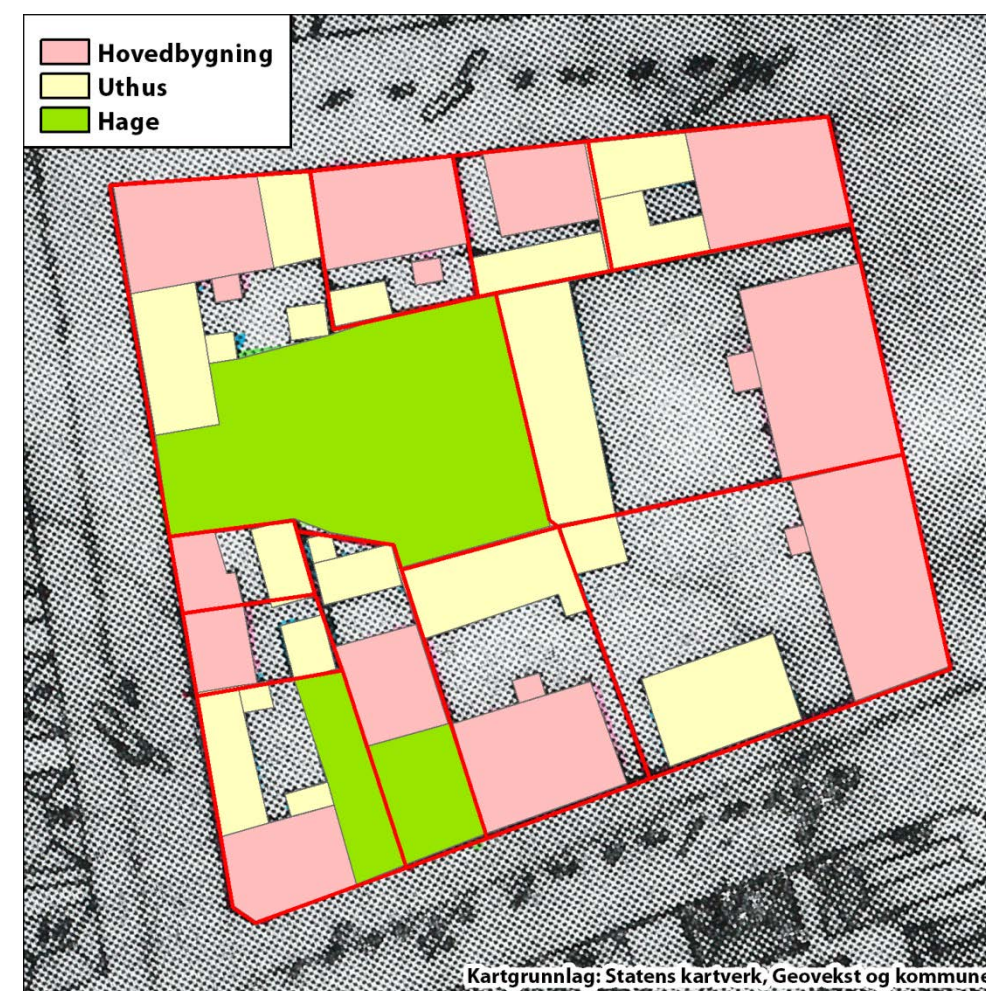 Hovedbygning
Uthus
Hage
Kartgrunnlag: Statens kartverk, Geovekst og kommune